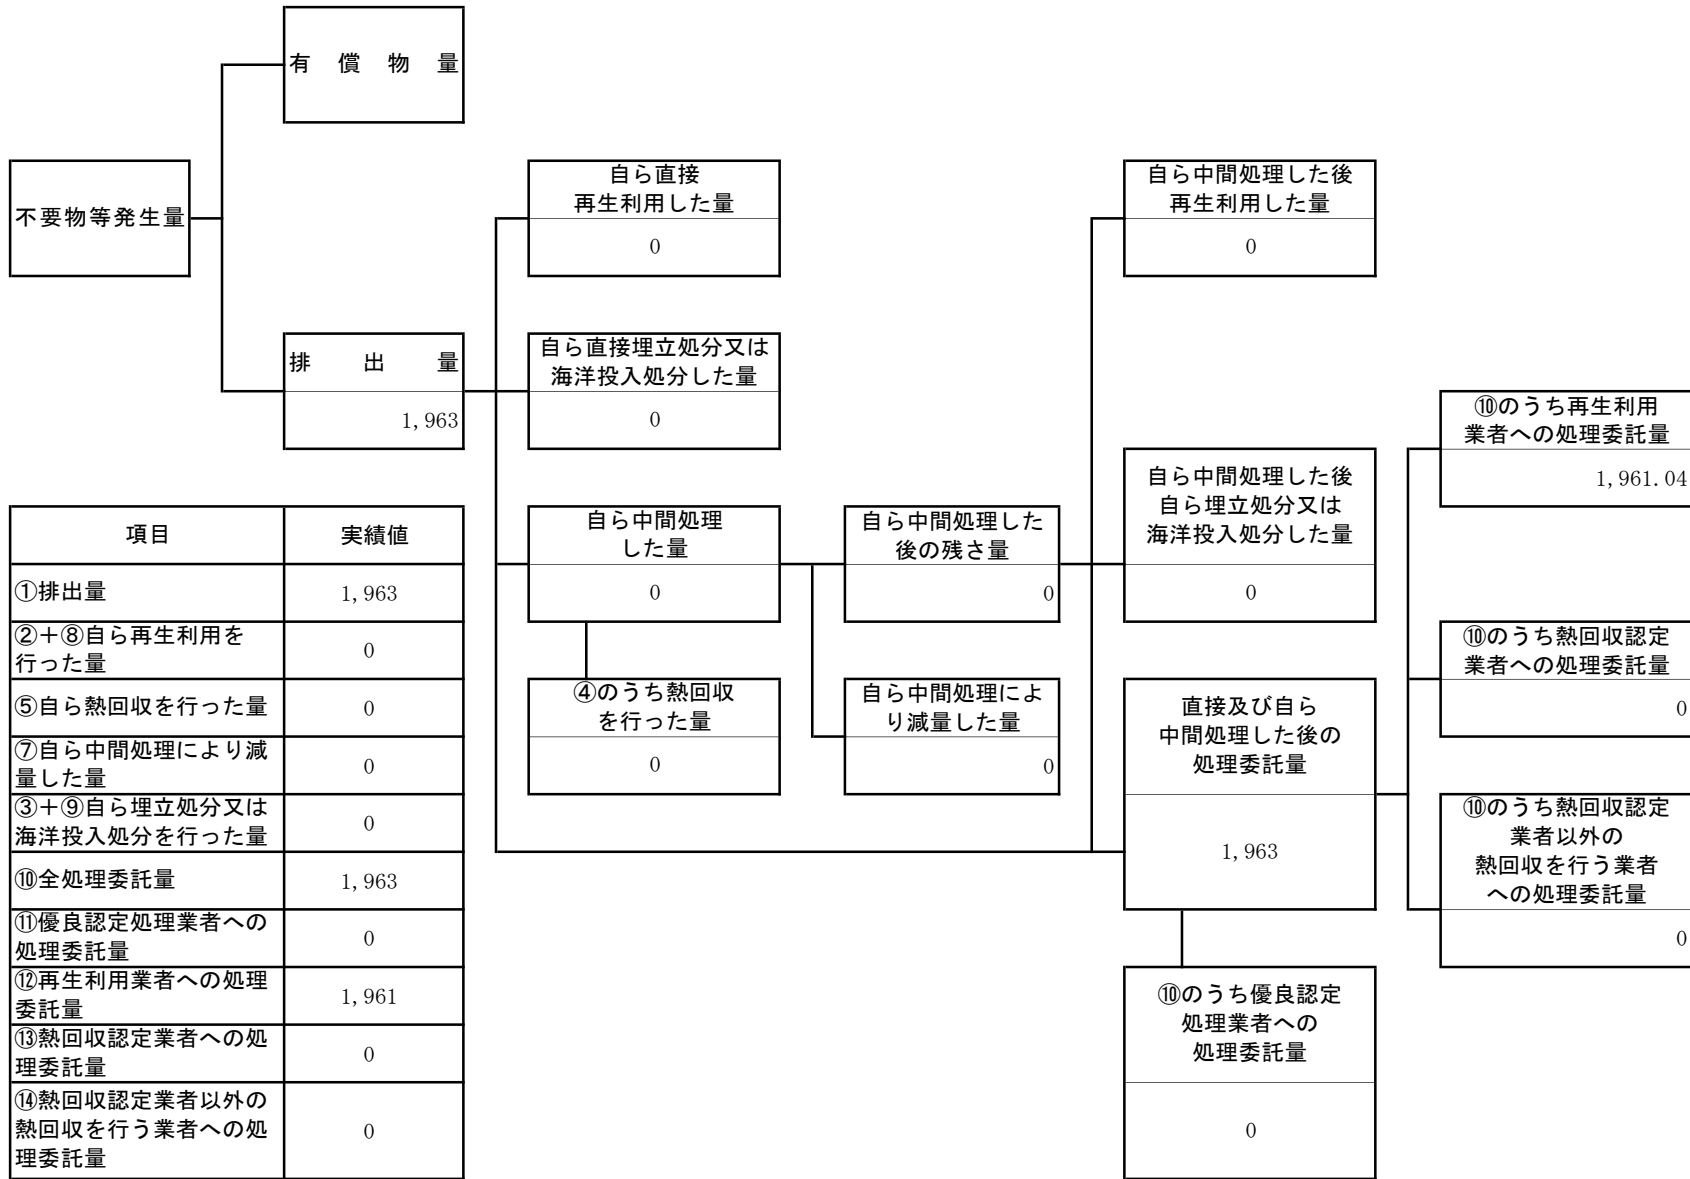 有　償　物　量
不要物等発生量
自ら直接
再生利用した量
0
自ら中間処理した後
再生利用した量
0
排　出　量
1,963
自ら直接埋立処分又は
海洋投入処分した量
0
⑩のうち再生利用
業者への処理委託量
1,961.04
自ら中間処理した後
自ら埋立処分又は
海洋投入処分した量
0
自ら中間処理
した量
0
自ら中間処理した
後の残さ量
0
④のうち熱回収
を行った量
0
自ら中間処理によ
り減量した量
0
⑩のうち熱回収認定
業者への処理委託量
0
直接及び自ら
中間処理した後の
処理委託量
1,963
⑩のうち熱回収認定
業者以外の
熱回収を行う業者
への処理委託量
0
⑩のうち優良認定
処理業者への
処理委託量
0
項目　実績値
①排出量　1,963
②＋⑧自ら再生利用を
行った量　0
⑤自ら熱回収を行った量　0
⑦自ら中間処理により減
量した量　0
③＋⑨自ら埋立処分又は
海洋投入処分を行った量　0
⑩全処理委託量　1,963
⑪優良認定処理業者への
処理委託量　0
⑫再生利用業者への処理
委託量　1,961
⑬熱回収認定業者への処
理委託量　0
⑭熱回収認定業者以外の
熱回収を行う業者への処
理委託量　0